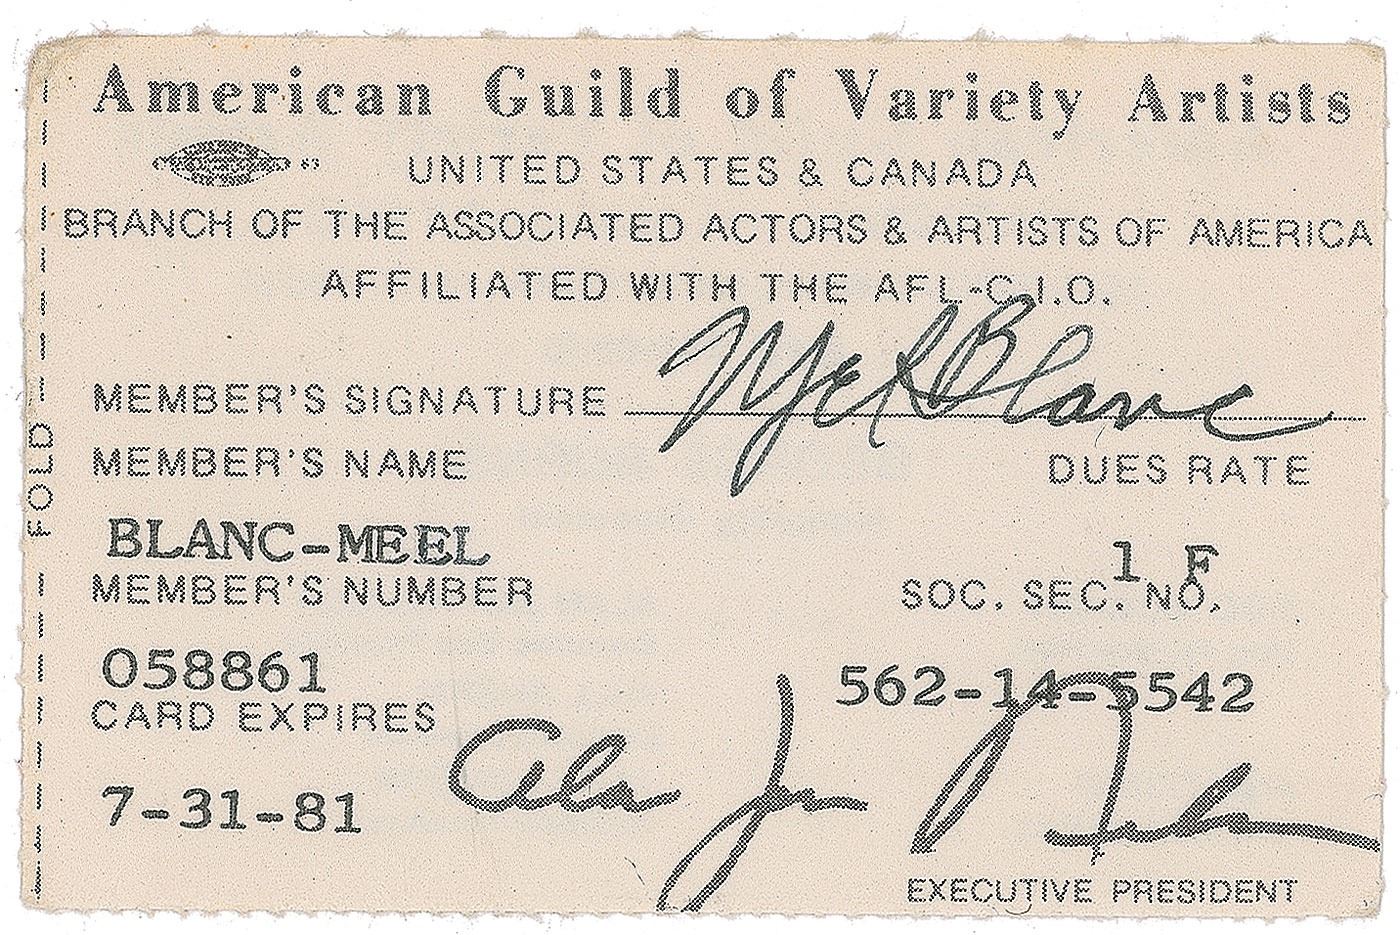 American Guild of Variety Artists
UNITED STATES & CANADA
BRANCH OF THE ASSOCIATED ACTORS & ARTISTS OF AMERICA
AFFILIATED WITH THE AFL-C.I.O.
MEMBER'S SIGNATURE Mel Blanc
MEMBER'S NAME DUES RATE
BLANC-MEEL 1 F
MEMBER'S NUMBER SOC. SEC. NO.
058861 562-14-5542
CARD EXPIRES
7-31-81
EXECUTIVE PRESIDENT
FOLD